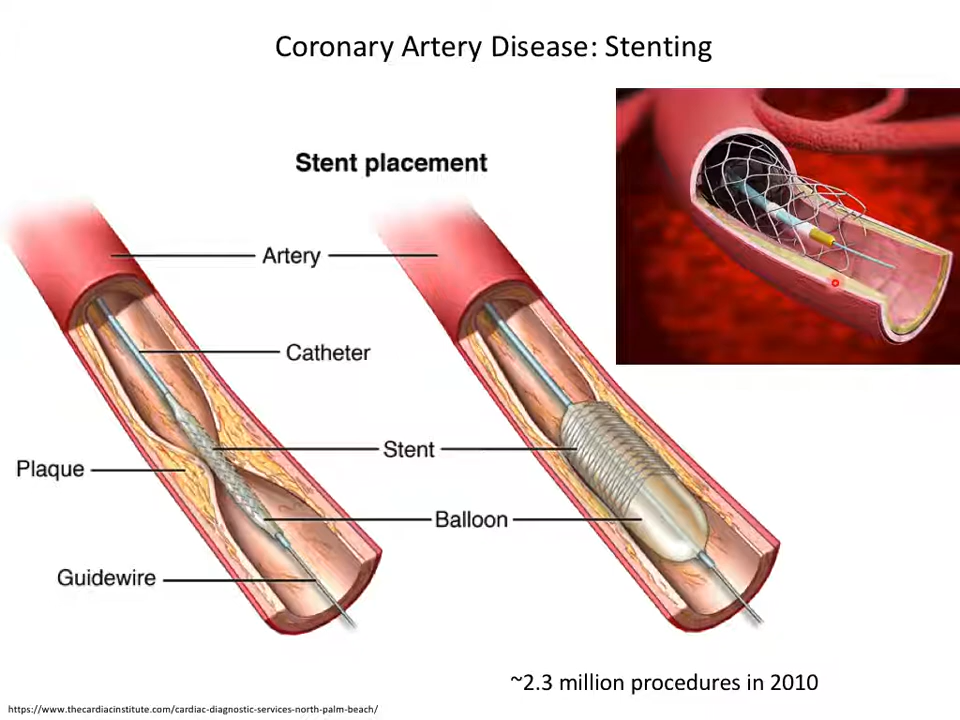 Coronary Artery Disease: Stenting
Stent placement
Artery
Catheter
Stent
Plaque
Balloon
Guidewire
~2.3 million procedures in 2010
https://www.thecardiacinstitute.com/cardiac-diagnostic-services-north-palm-beach/